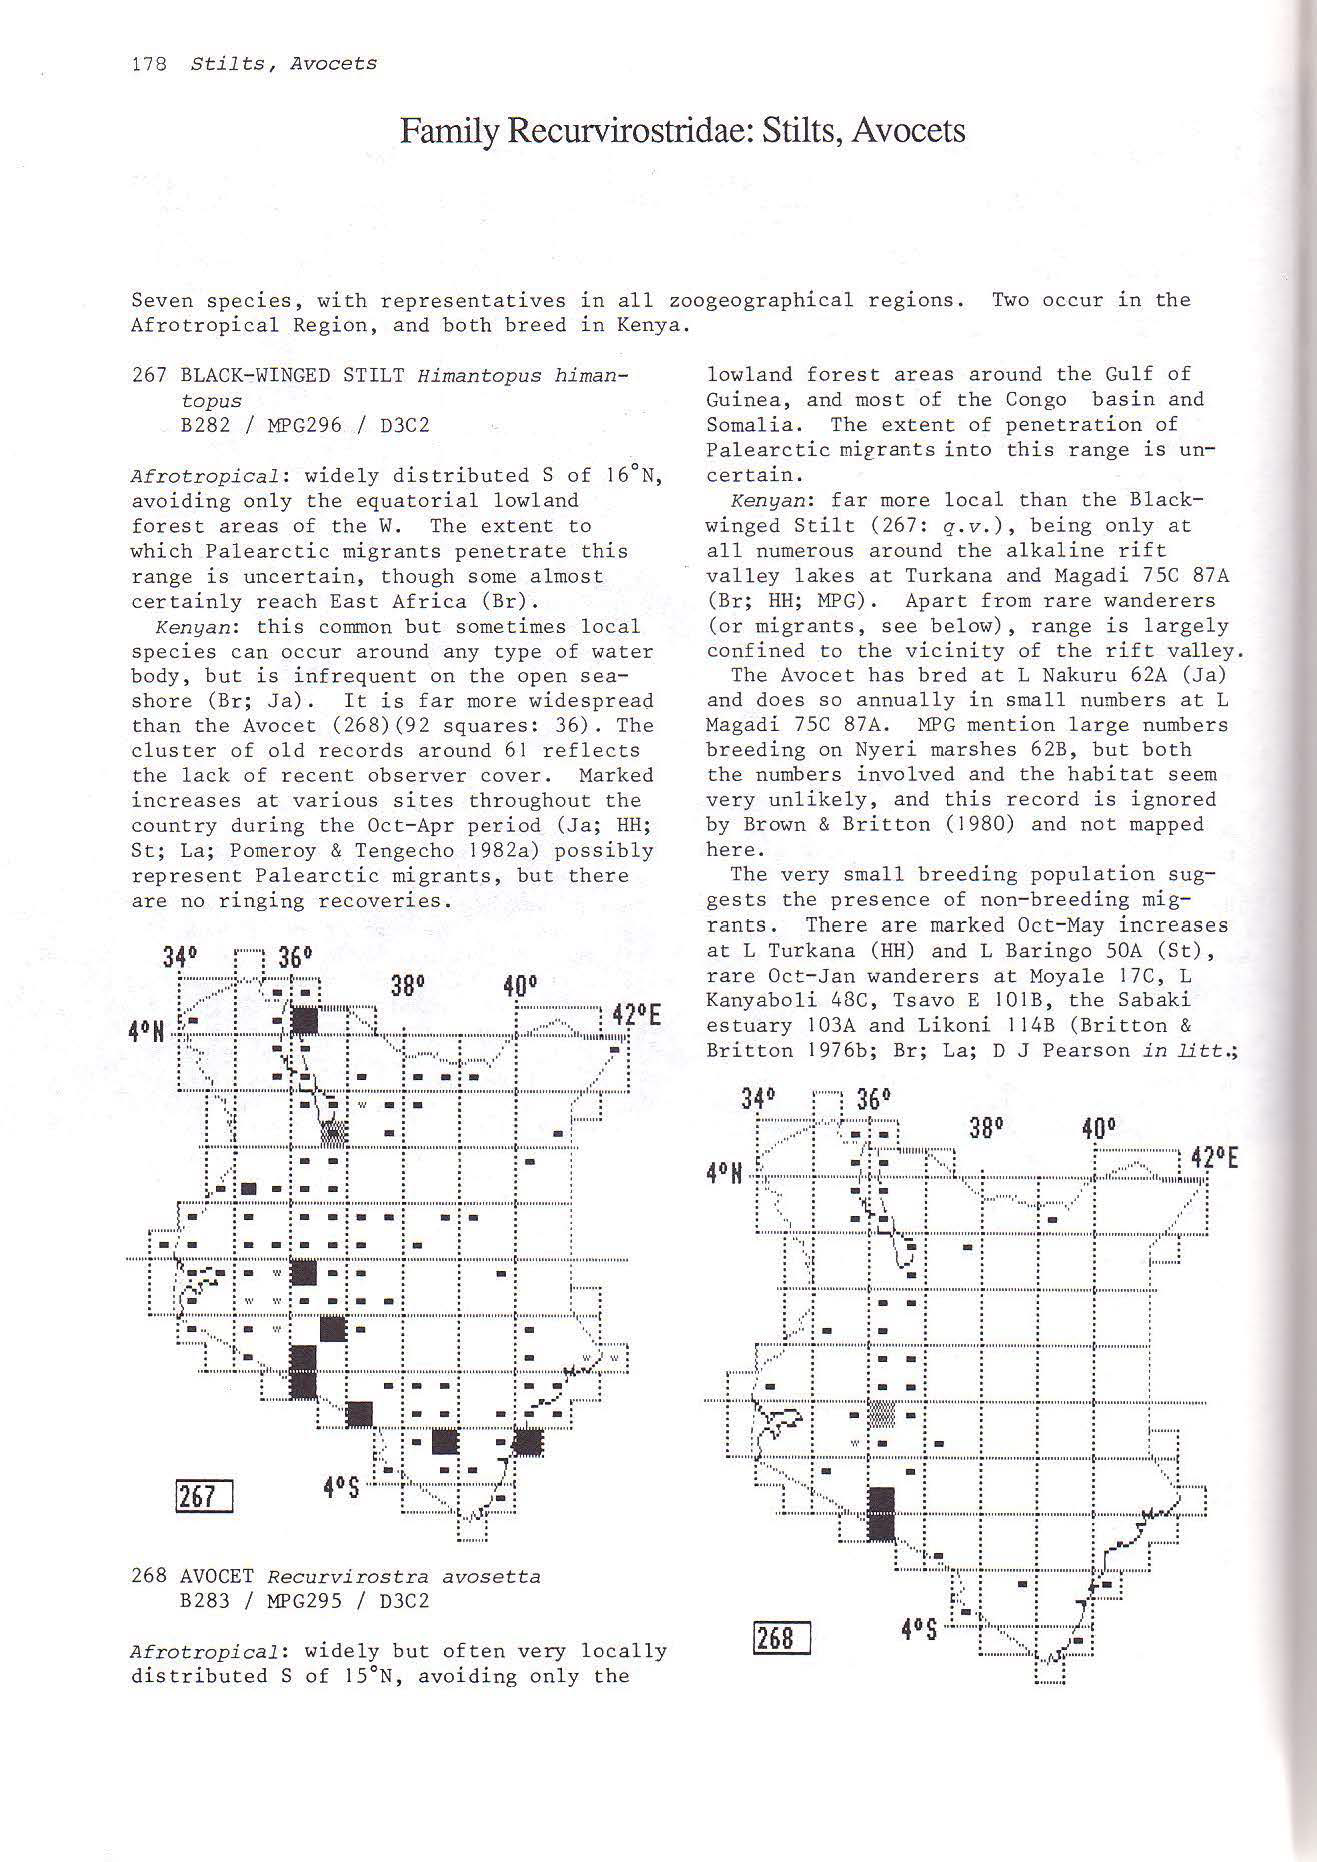 178 Stilts, Avocets
Family Recurvirostridae: Stilts, Avocets
Seven species, with representatives in all zoogeographical regions. Two occur in the
Afrotropical Region, and both breed in Kenya.
267 BLACK-WINGED STILT Himantopus himan-
topus
B282 / MPG296 / D3C2
Afrotropical: widely distributed S of 16°N,
avoiding only the equatorial lowland
forest areas of the W. The extent to
which Palearctic migrants penetrate this
range is uncertain, though some almost
certainly reach East Africa (Br).
Kenyan: this common but sometimes local
species can occur around any type of water
body, but is infrequent on the open sea-
shore (Br; Ja). It is far more widespread
than the Avocet (268)(92 squares: 36). The
cluster of old records around 61 reflects
the lack of recent observer cover. Marked
increases at various sites throughout the
country during the Oct-Apr period (Ja; HH;
St; La; Pomeroy & Tengecho 1982a) possibly
represent Palearctic migrants, but there
are no ringing recoveries.
34° 36°
38° 40°
42°E
4°N
4°S
267
268 AVOCET Recurvirostra avosetta
B283 / MPG295 / D3C2
Afrotropical: widely but often very locally
distributed S of 15°N, avoiding only the
lowland forest areas around the Gulf of
Guinea, and most of the Congo basin and
Somalia. The extent of penetration of
Palearctic migrants into this range is un-
certain.
Kenyan: far more local than the Black-
winged Stilt (267: q.v.), being only at
all numerous around the alkaline rift
valley lakes at Turkana and Magadi 75C 87A
(Br; HH; MPG). Apart from rare wanderers
(or migrants, see below), range is largely
confined to the vicinity of the rift valley.
The Avocet has bred at L Nakuru 62A (Ja)
and does so annually in small numbers at L
Magadi 75C 87A. MPG mention large numbers
breeding on Nyeri marshes 62B, but both
the numbers involved and the habitat seem
very unlikely, and this record is ignored
by Brown & Britton (1980) and not mapped
here.
The very small breeding population sug-
gests the presence of non-breeding mig-
rants. There are marked Oct-May increases
at L Turkana (HH) and L Baringo 50A (St),
rare Oct-Jan wanderers at Moyale 17C, L
Kanyaboli 48C, Tsavo E 101B, the Sabaki
estuary 103A and Likoni 114B (Britton &
Britton 1976b; Br; La; D J Pearson in litt.;
34° 36°
38° 40°
42°E
4°N
4°S
268